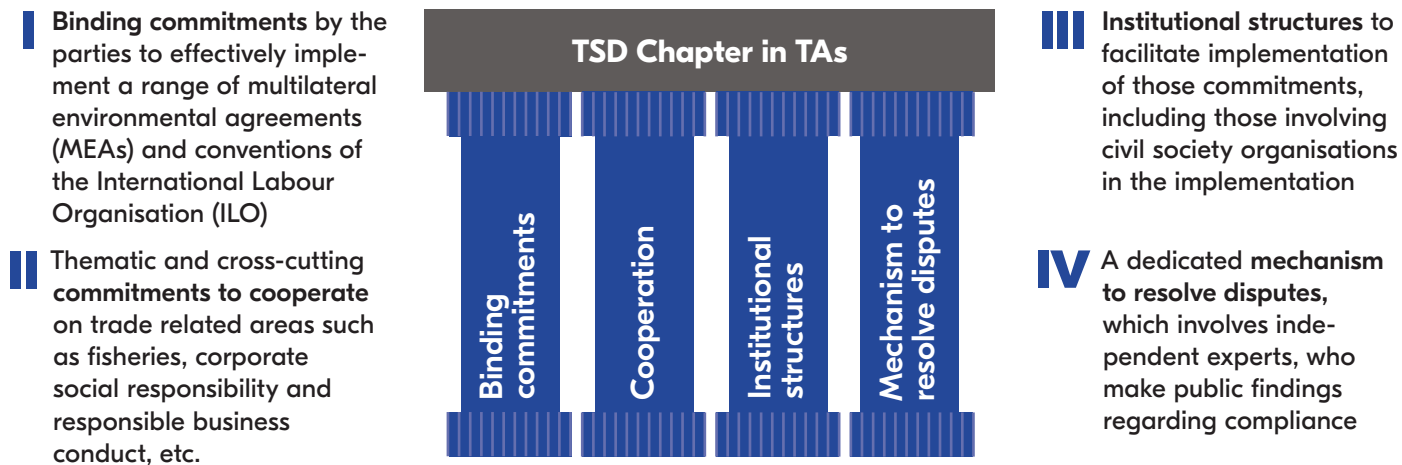 I
Binding commitments by the
parties to effectively imple-
ment a range of multilateral
environmental agreements
(MEAs) and conventions of
the International Labour
Organisation (ILO)
II
Thematic and cross-cutting
commitments to cooperate
on trade related areas such
as fisheries, corporate
social responsibility and
responsible business
conduct, etc.
TSD Chapter in TAs
Binding
commitments
Cooperation
Institutional
structures
Mechanism to
resolve disputes
III
Institutional structures to
facilitate implementation
of those commitments,
including those involving
civil society organisations
in the implementation
IV
A dedicated mechanism
to resolve disputes,
which involves inde-
pendent experts, who
make public findings
regarding compliance